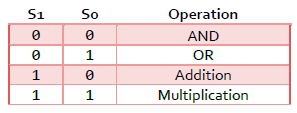 S1 S0 Operation
0 0 AND
0 1 OR
1 0 Addition
1 1 Multiplication